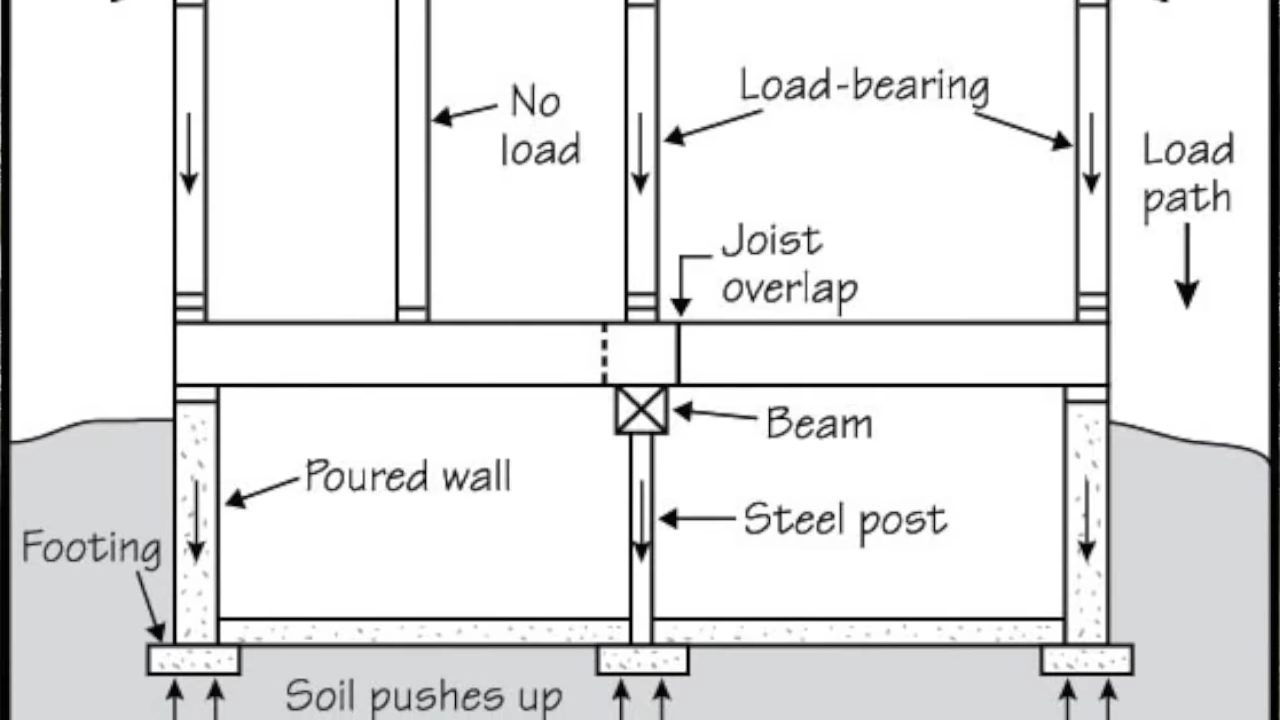 No
load
Load-bearing
Load
path
Joist
overlap
Beam
Poured wall
Steel post
Footing
Soil pushes up